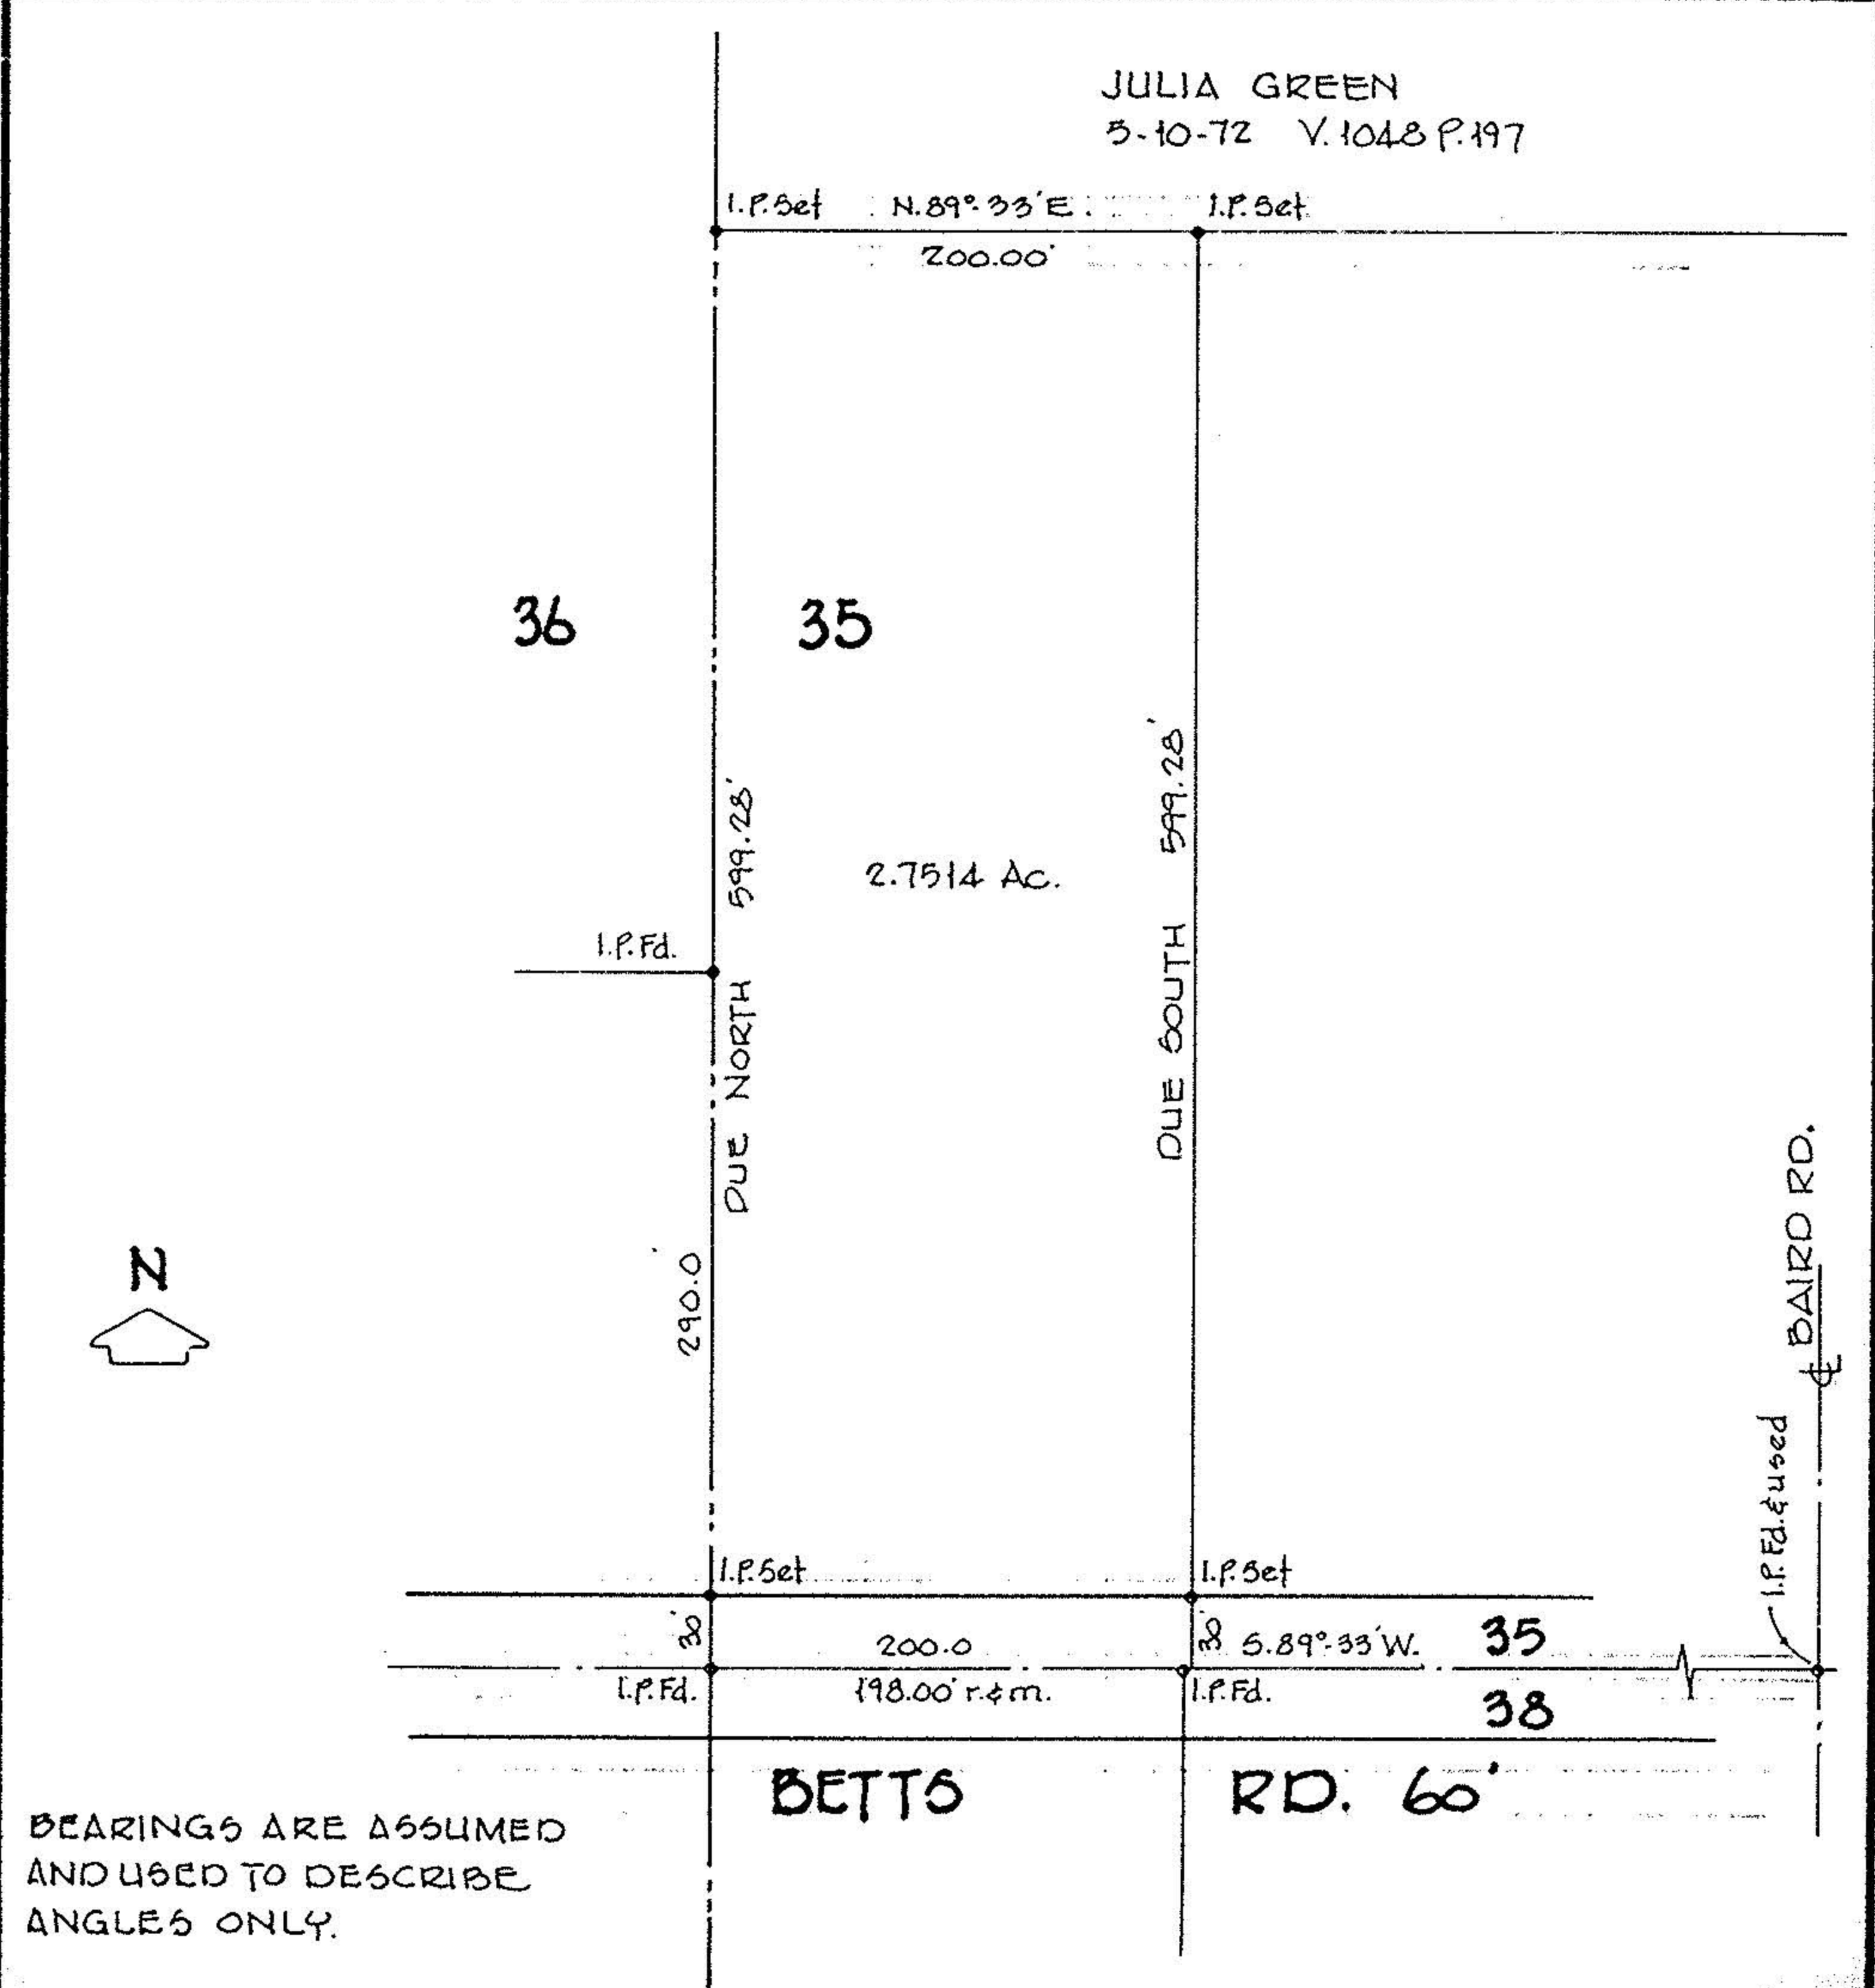 JULIA GREEN
5-10-72 V.1048 P.197
I.P. Set N.89°-33'E. I.P. Set
200.00'
36 35
DUE NORTH 599.28'
DUE SOUTH 599.28'
2.7514 Ac.
I.P. Fd.
290.0'
N
BAIRD RD.
I.P. Fd. & used
I.P. Set I.P. Set
30' 200.0 30' S.89°-33'W. 35
I.P. Fd. 198.00' r. & m. I.P. Fd. 38
BETTS RD. 60'
BEARINGS ARE ASSUMED
AND USED TO DESCRIBE
ANGLES ONLY.